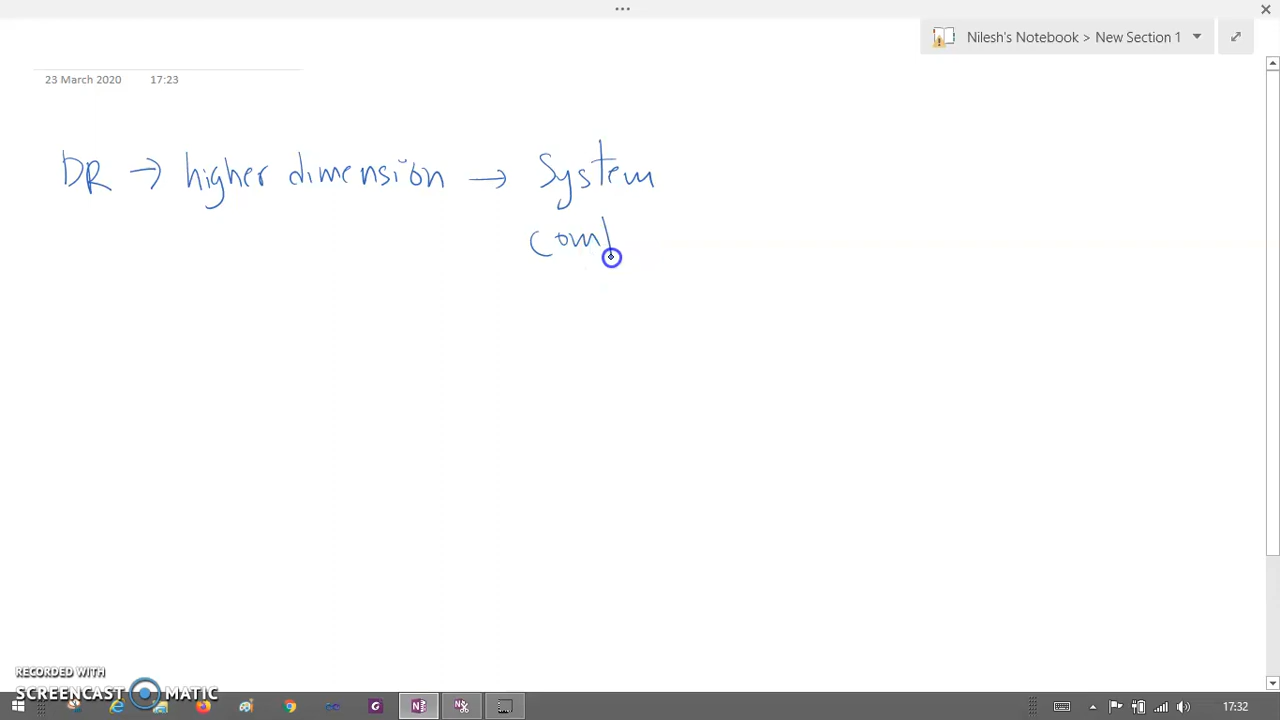 Nilesh's Notebook > New Section 1
23 March 2020 17:23
DR → higher dimension → System
com
RECORDED WITH
SCREENCAST MATIC
17:32